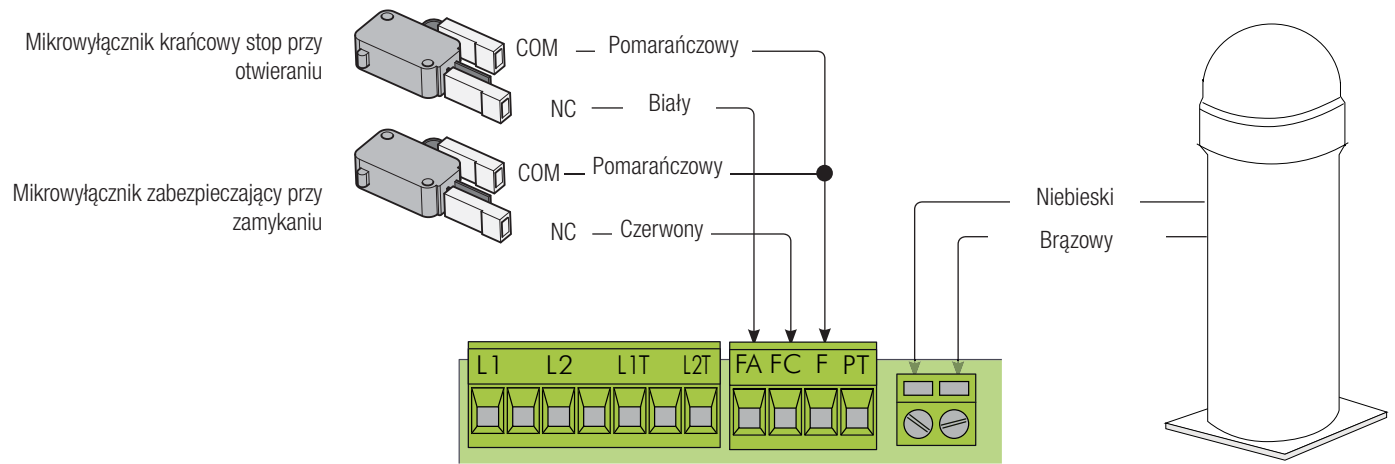 Mikrowyłącznik krańcowy stop przy
otwieraniu
COM
Pomarańczowy
NC
Biały
Mikrowyłącznik zabezpieczający przy
zamykaniu
COM
Pomarańczowy
NC
Czerwony
Niebieski
Brązowy
L1 L2 L1T L2T
FA FC F PT